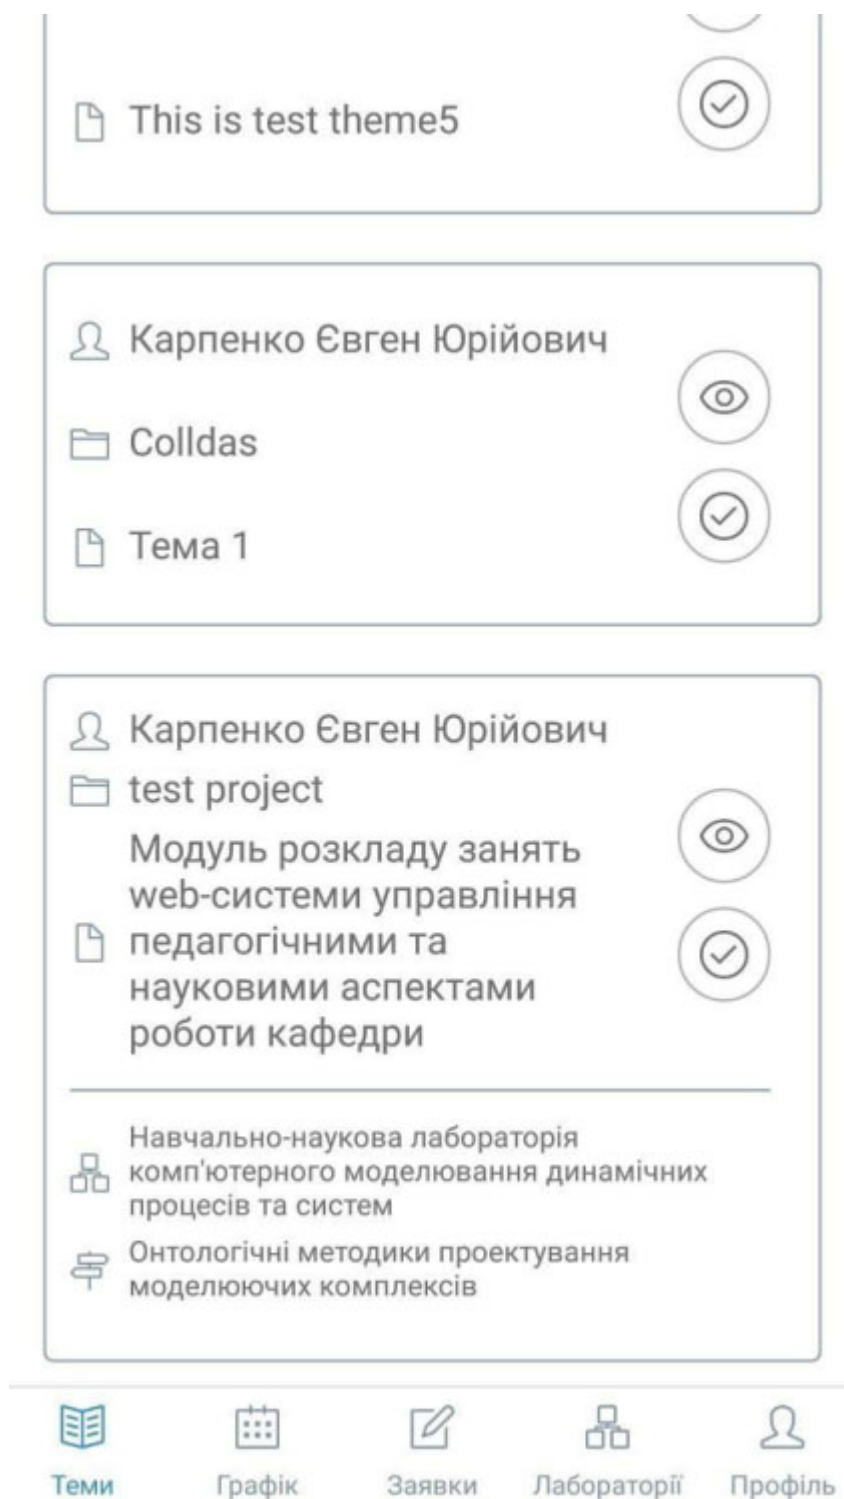 This is test theme5
Карпенко Євген Юрійович
Colldas
Тема 1
Карпенко Євген Юрійович
test project
Модуль розкладу занять
web-системи управління
педагогічними та
науковими аспектами
роботи кафедри
Навчально-наукова лабораторія
комп'ютерного моделювання динамічних
процесів та систем
Онтологічні методики проектування
моделюючих комплексів
Теми Графік Заявки Лабораторії Профіль